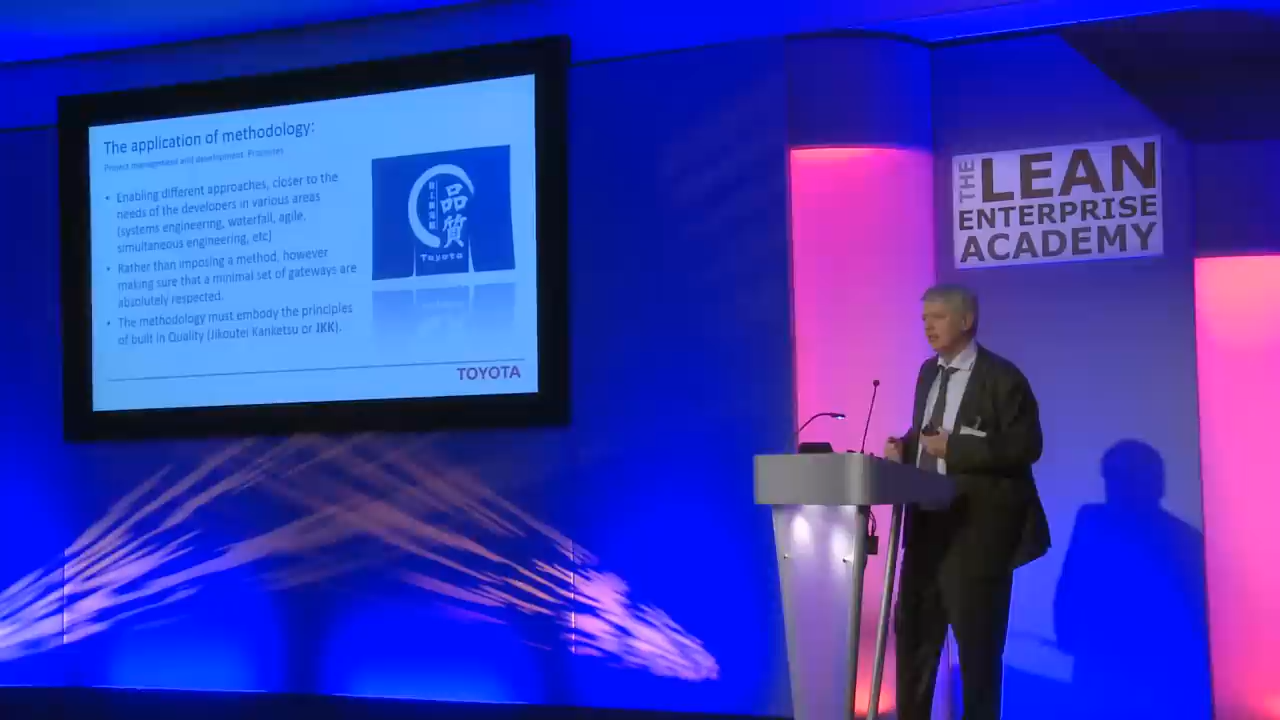 The application of methodology:
Project management and development Processes
• Enabling different approaches, closer to the
needs of the developers in various areas
(systems engineering, waterfall, agile,
simultaneous engineering, etc)
• Rather than imposing a method, however
making sure that a minimal set of gateways are
absolutely respected.
• The methodology must embody the principles
of built in Quality (Jikoutei Kanketsu or JKK).
品質
Toyota
TOYOTA
THE LEAN
ENTERPRISE
ACADEMY